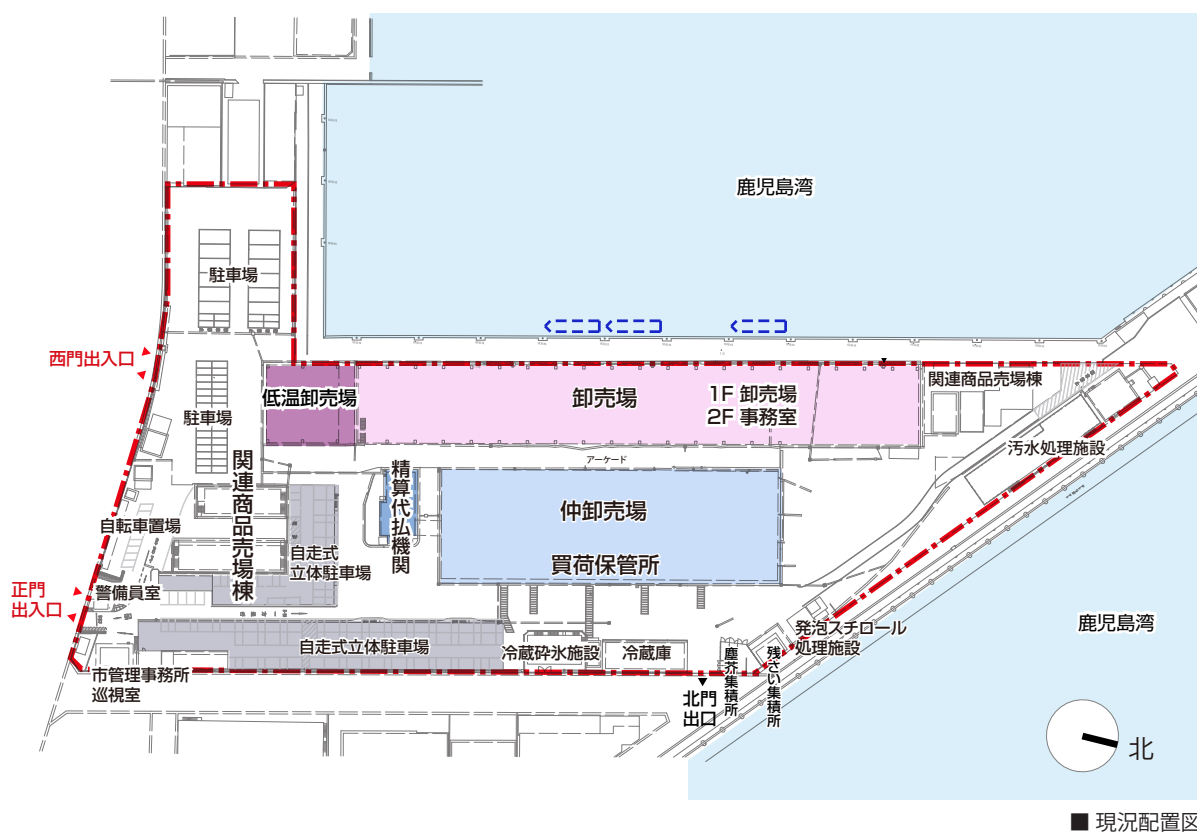 鹿児島湾
駐車場
西門出入口
駐車場
低温卸売場
卸売場
1F 卸売場
2F 事務室
関連商品売場棟
汚水処理施設
アーケード
関連商品売場棟
精算代払機関
仲卸売場
買荷保管所
自転車置場
自走式
立体駐車場
正門
出入口
警備員室
自走式立体駐車場
冷蔵砕氷施設
冷蔵庫
塵芥集積所
残さい集積所
発泡スチロール
処理施設
鹿児島湾
市管理事務所
巡視室
北門
出口
北
■ 現況配置図